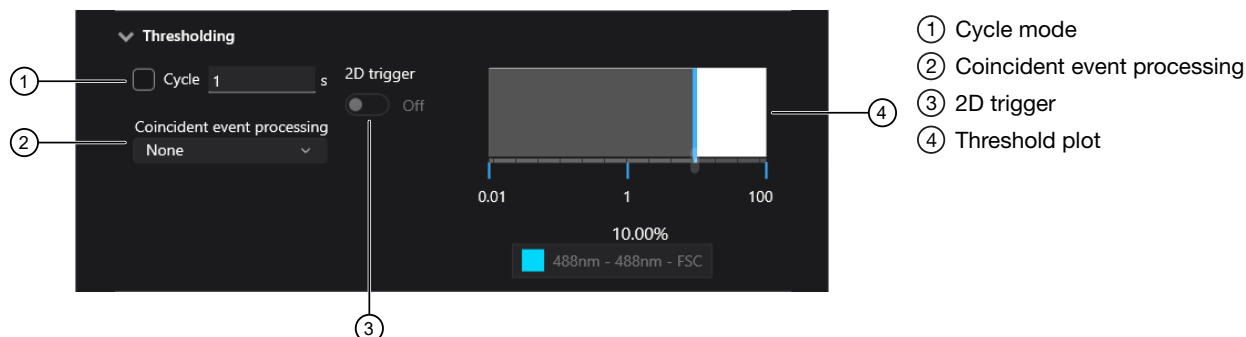 Thresholding
① Cycle 1 s
2D trigger
Off
② Coincident event processing
None
③
④
0.01 1 100
10.00%
488nm - 488nm - FSC
① Cycle mode
② Coincident event processing
③ 2D trigger
④ Threshold plot